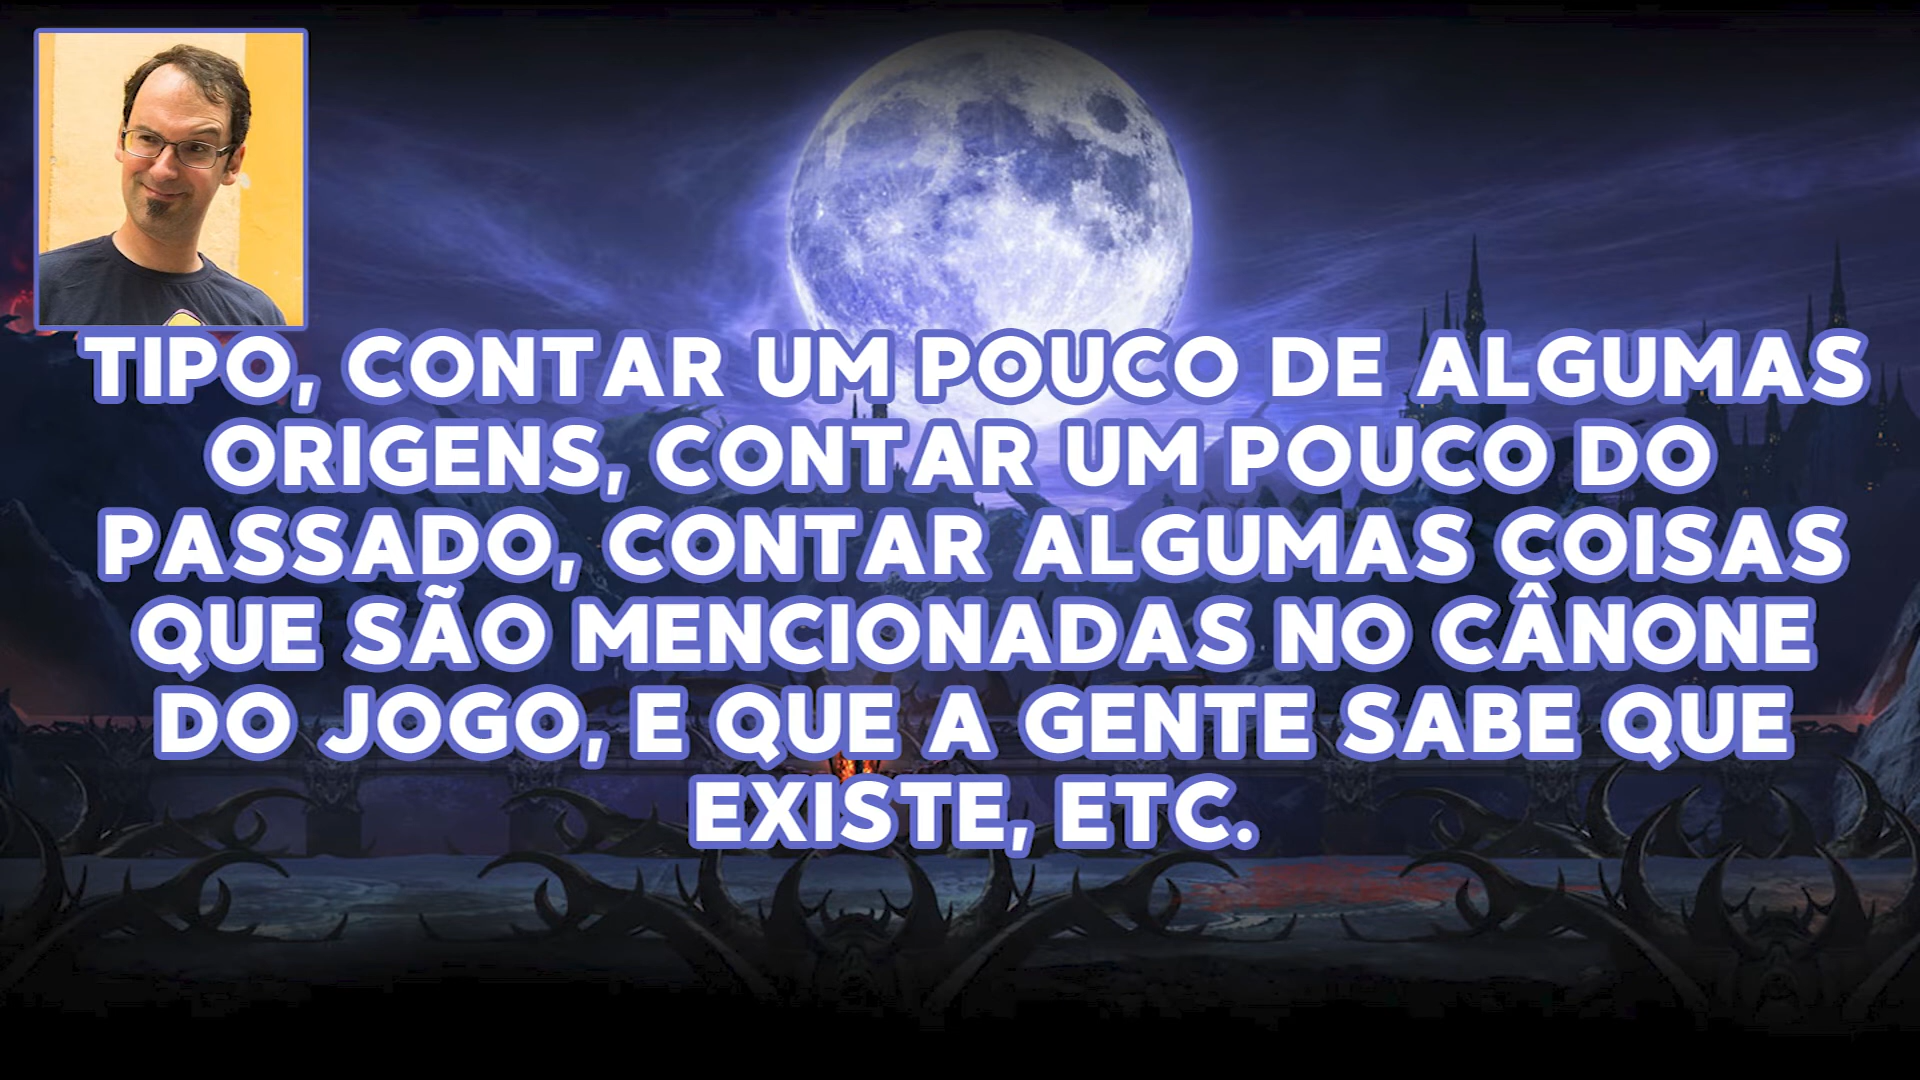 TIPO, CONTAR UM POUCO DE ALGUMAS
ORIGENS, CONTAR UM POUCO DO
PASSADO, CONTAR ALGUMAS COISAS
QUE SÃO MENCIONADAS NO CÂNONE
DO JOGO, E QUE A GENTE SABE QUE
EXISTE, ETC.